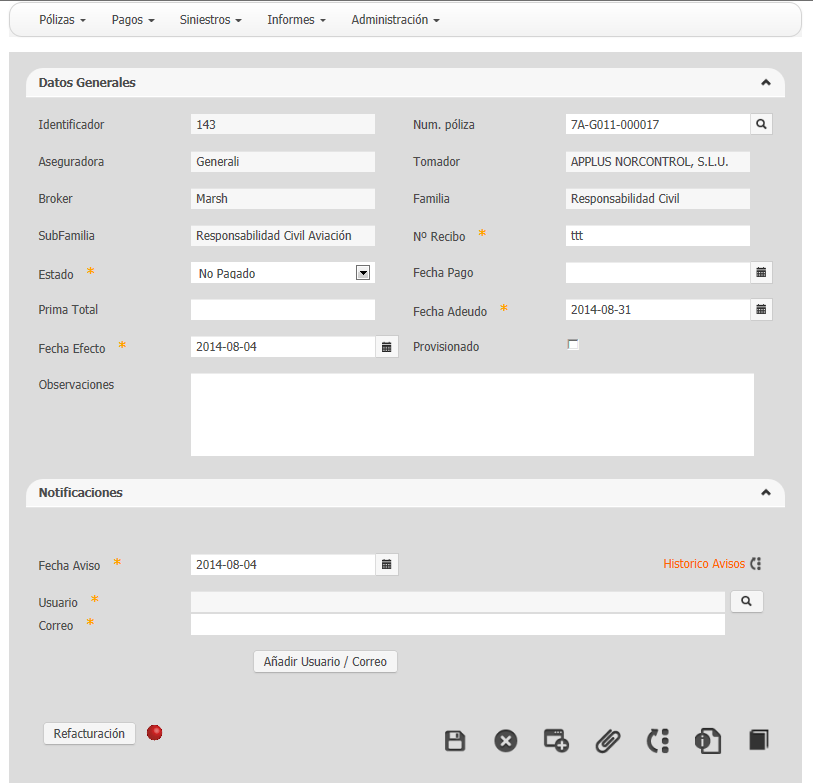 Pólizas Pagos Siniestros Informes Administración
Datos Generales
Identificador 143 Num. póliza 7A-G011-000017
Aseguradora Generali Tomador APPLUS NORCONTROL, S.L.U.
Broker Marsh Familia Responsabilidad Civil
SubFamilia Responsabilidad Civil Aviación Nº Recibo * ttt
Estado * No Pagado Fecha Pago
Prima Total Fecha Adeudo * 2014-08-31
Fecha Efecto * 2014-08-04 Provisionado
Observaciones
Notificaciones
Fecha Aviso * 2014-08-04 Historico Avisos
Usuario *
Correo *
Añadir Usuario / Correo
Refacturación